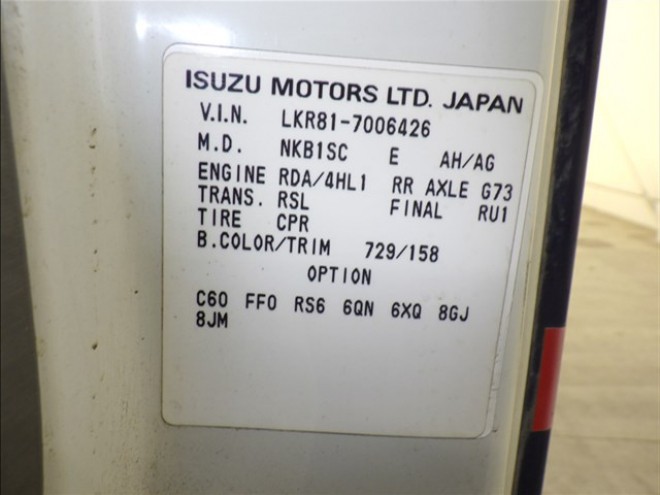 ISUZU MOTORS LTD. JAPAN
V.I.N. LKR81-7006426
M.D. NKB1SC E AH/AG
ENGINE RDA/4HL1 RR AXLE G73
TRANS. RSL FINAL RU1
TIRE CPR
B.COLOR/TRIM 729/158
OPTION
C60 FFO RS6 6QN 6XQ 8GJ
8JM